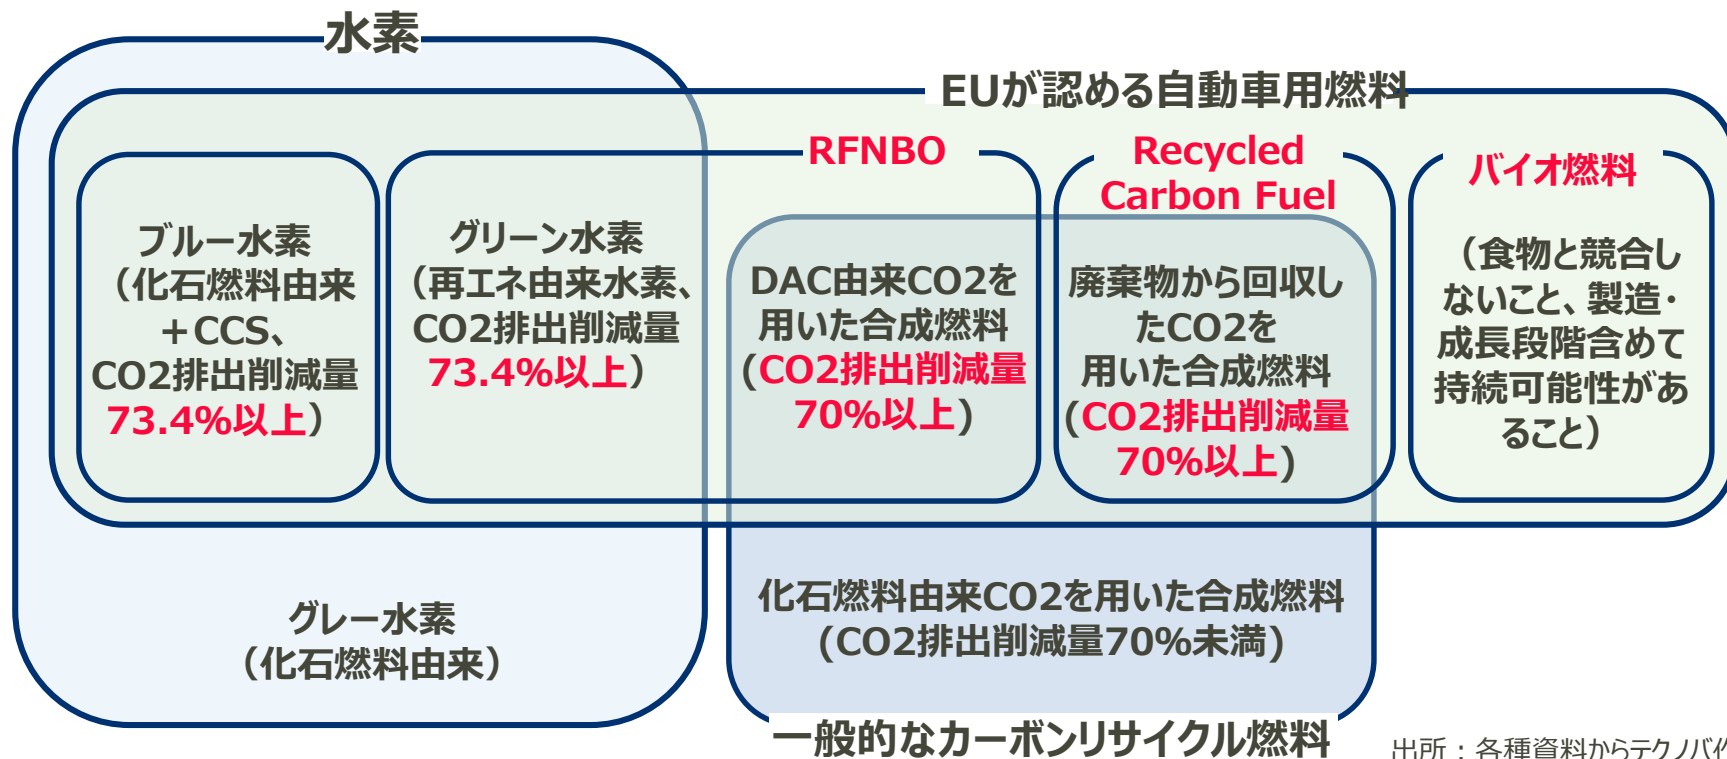 水素
EUが認める自動車用燃料
RFNBO
Recycled
Carbon Fuel
バイオ燃料
ブルー水素
（化石燃料由来
+CCS、
CO2排出削減量
73.4%以上）
グリーン水素
（再エネ由来水素、
CO2排出削減量
73.4%以上）
DAC由来CO2を
用いた合成燃料
(CO2排出削減量
70%以上)
廃棄物から回収し
たCO2を
用いた合成燃料
(CO2排出削減量
70%以上)
（食物と競合し
ないこと、製造・
成長段階含めて
持続可能性があ
ること）
グレー水素
（化石燃料由来）
化石燃料由来CO2を用いた合成燃料
(CO2排出削減量70%未満)
一般的なカーボンリサイクル燃料
出所：各種資料からテクノバ作